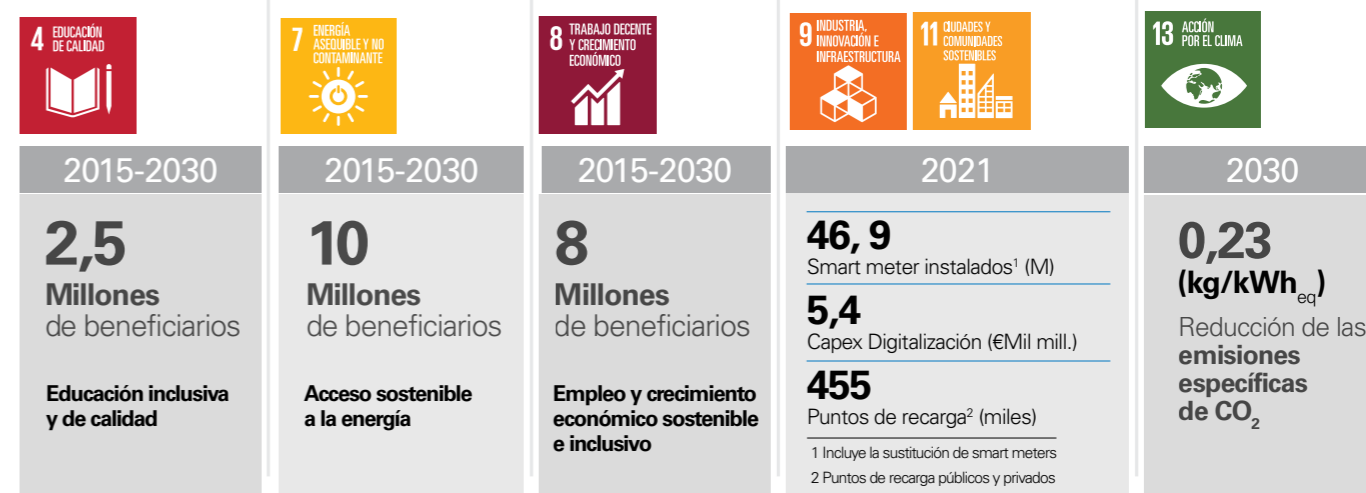 4 EDUCACIÓN
DE CALIDAD
2015-2030
2,5
Millones
de beneficiarios
Educación inclusiva
y de calidad
7 ENERGÍA
ASEQUIBLE Y NO
CONTAMINANTE
2015-2030
10
Millones
de beneficiarios
Acceso sostenible
a la energía
8 TRABAJO DECENTE
Y CRECIMIENTO
ECONÓMICO
2015-2030
8
Millones
de beneficiarios
Empleo y crecimiento
económico sostenible
e inclusivo
9 INDUSTRIA,
INNOVACIÓN E
INFRAESTRUCTURA
11 CIUDADES Y
COMUNIDADES
SOSTENIBLES
2021
46, 9
Smart meter instalados¹ (M)
5,4
Capex Digitalización (€Mil mill.)
455
Puntos de recarga² (miles)
1 Incluye la sustitución de smart meters
2 Puntos de recarga públicos y privados
13 ACCIÓN
POR EL CLIMA
2030
0,23
(kg/kWheq)
Reducción de las
emisiones
específicas
de CO₂